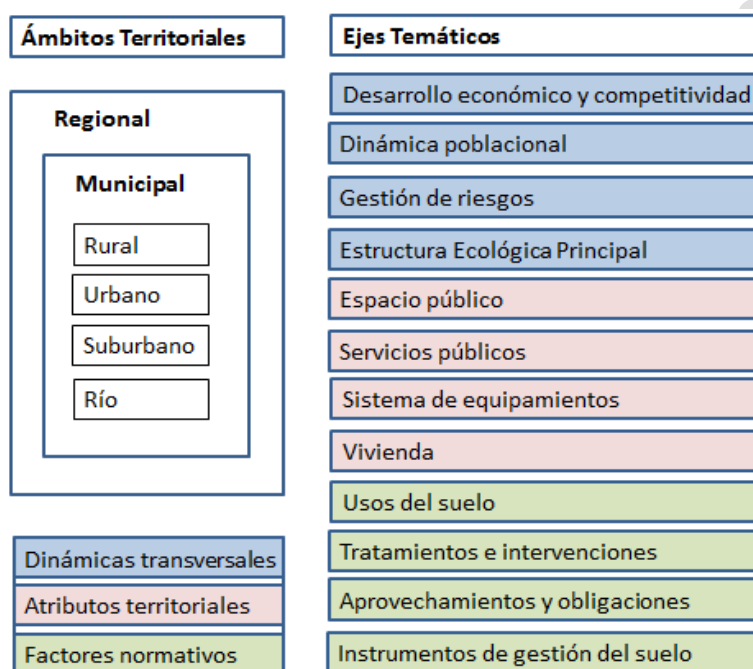 Ámbitos Territoriales
Regional
Municipal
Rural
Urbano
Suburbano
Río
Dinámicas transversales
Atributos territoriales
Factores normativos
Ejes Temáticos
Desarrollo económico y competitividad
Dinámica poblacional
Gestión de riesgos
Estructura Ecológica Principal
Espacio público
Servicios públicos
Sistema de equipamientos
Vivienda
Usos del suelo
Tratamientos e intervenciones
Aprovechamientos y obligaciones
Instrumentos de gestión del suelo